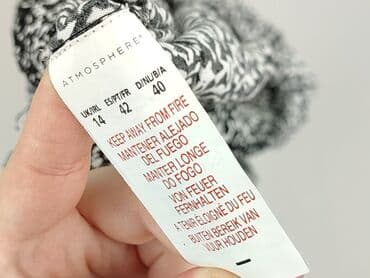 ATMOSPHERE
UK/IRL ES/PT/FR D/NL/B/A
14 42 40
KEEP AWAY FROM FIRE
MANTENER ALEJADO
DEL FUEGO
MANTER LONGE
DO FOGO
VON FEUER
FERNHALTEN
A TENIR ÉLOIGNÉ DU FEU
BUITEN BEREIK VAN
VUUR HOUDEN